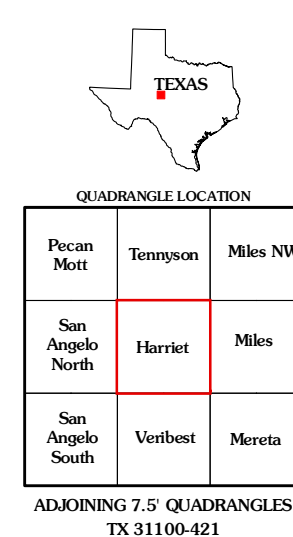 TEXAS
QUADRANGLE LOCATION
Pecan
Mott
Tennyson
Miles NW
San
Angelo
North
Harriet
Miles
San
Angelo
South
Veribest
Mereta
ADJOINING 7.5' QUADRANGLES
TX 31100-421